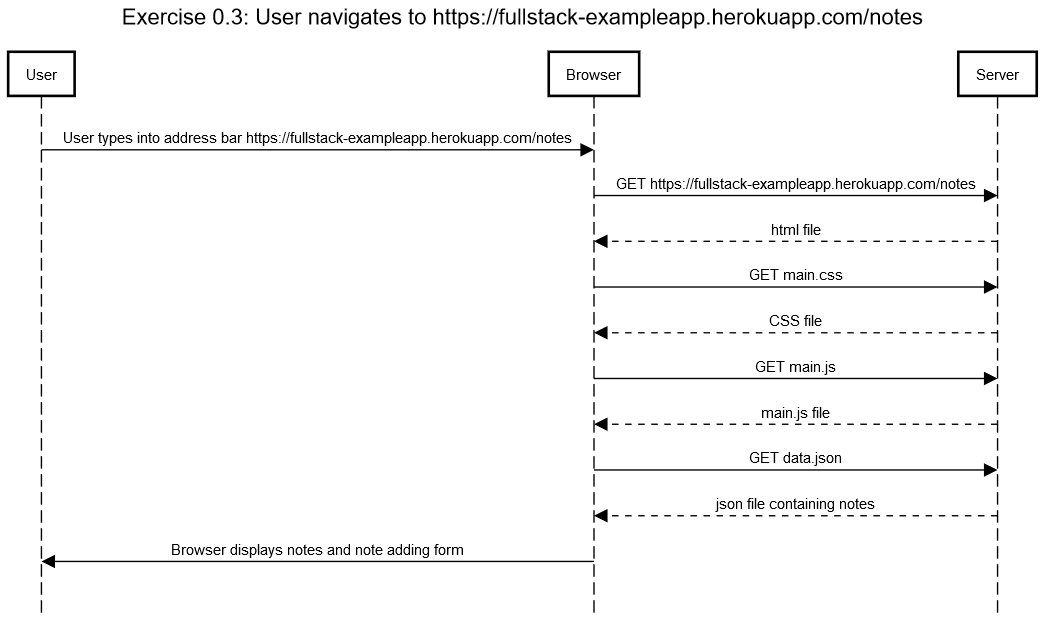 Exercise 0.3: User navigates to https://fullstack-exampleapp.herokuapp.com/notes
User
Browser
Server
User types into address bar https://fullstack-exampleapp.herokuapp.com/notes
GET https://fullstack-exampleapp.herokuapp.com/notes
html file
GET main.css
CSS file
GET main.js
main.js file
GET data.json
json file containing notes
Browser displays notes and note adding form